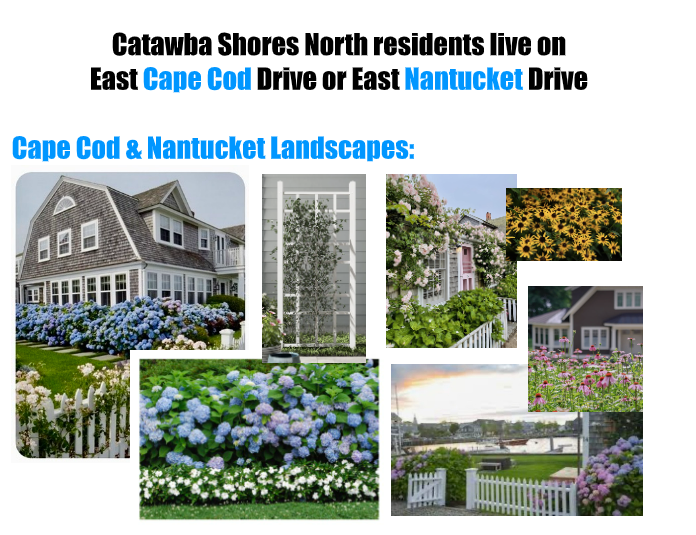 Catawba Shores North residents live on
East Cape Cod Drive or East Nantucket Drive
Cape Cod & Nantucket Landscapes: